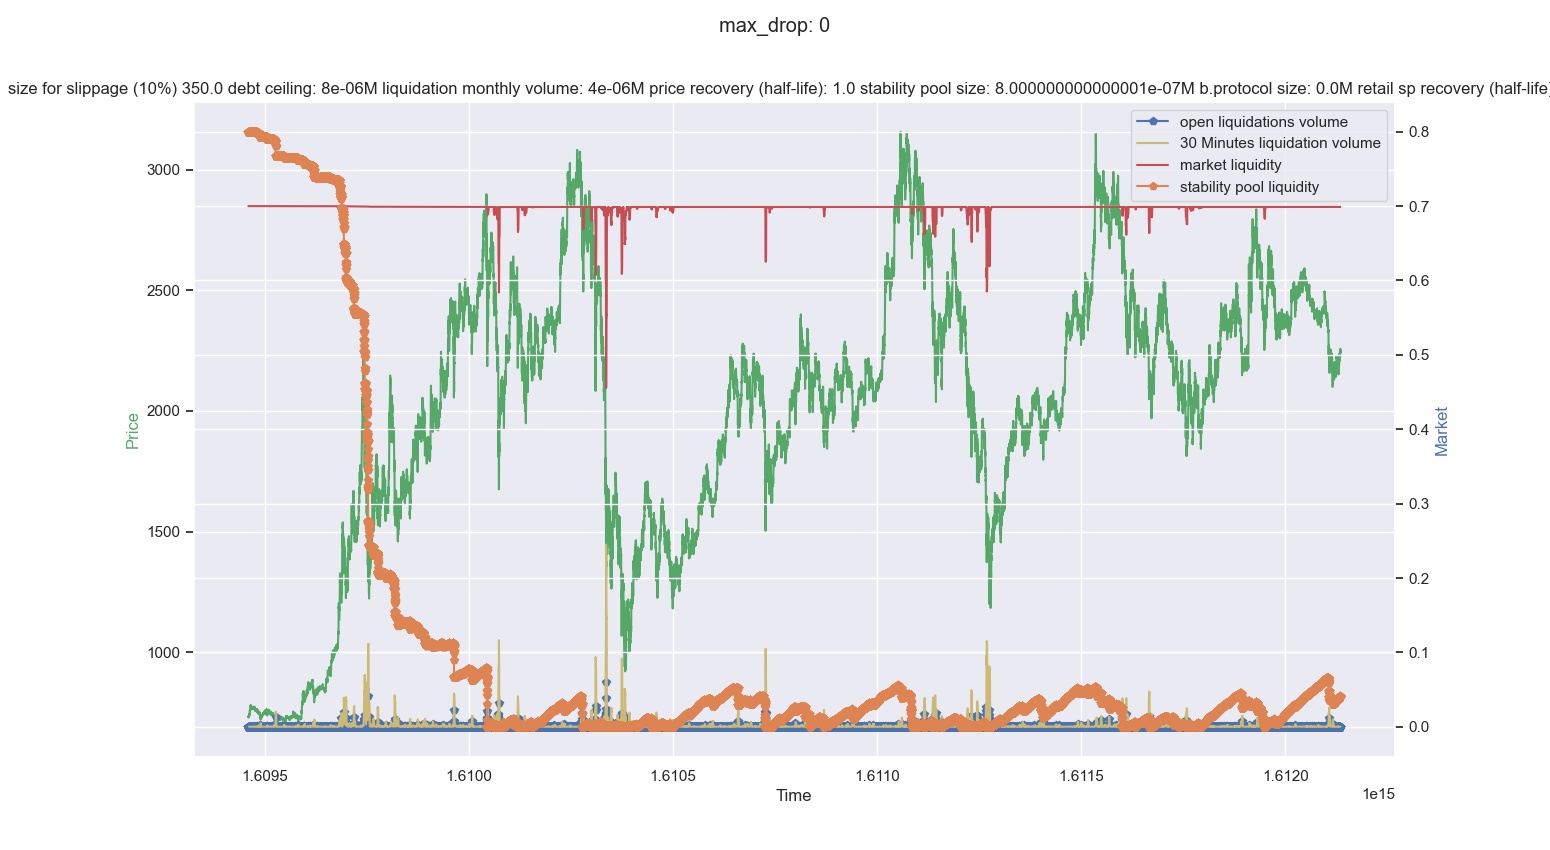 max_drop: 0
size for slippage (10%) 350.0 debt ceiling: 8e-06M liquidation monthly volume: 4e-06M price recovery (half-life): 1.0 stability pool size: 8.000000000000001e-07M b.protocol size: 0.0M retail sp recovery (half-life)
open liquidations volume
30 Minutes liquidation volume
market liquidity
stability pool liquidity
3000
2500
2000
1500
1000
Price
0.8
0.7
0.6
0.5
0.4
0.3
0.2
0.1
0.0
Market
1.6095 1.6100 1.6105 1.6110 1.6115 1.6120
Time
1e15